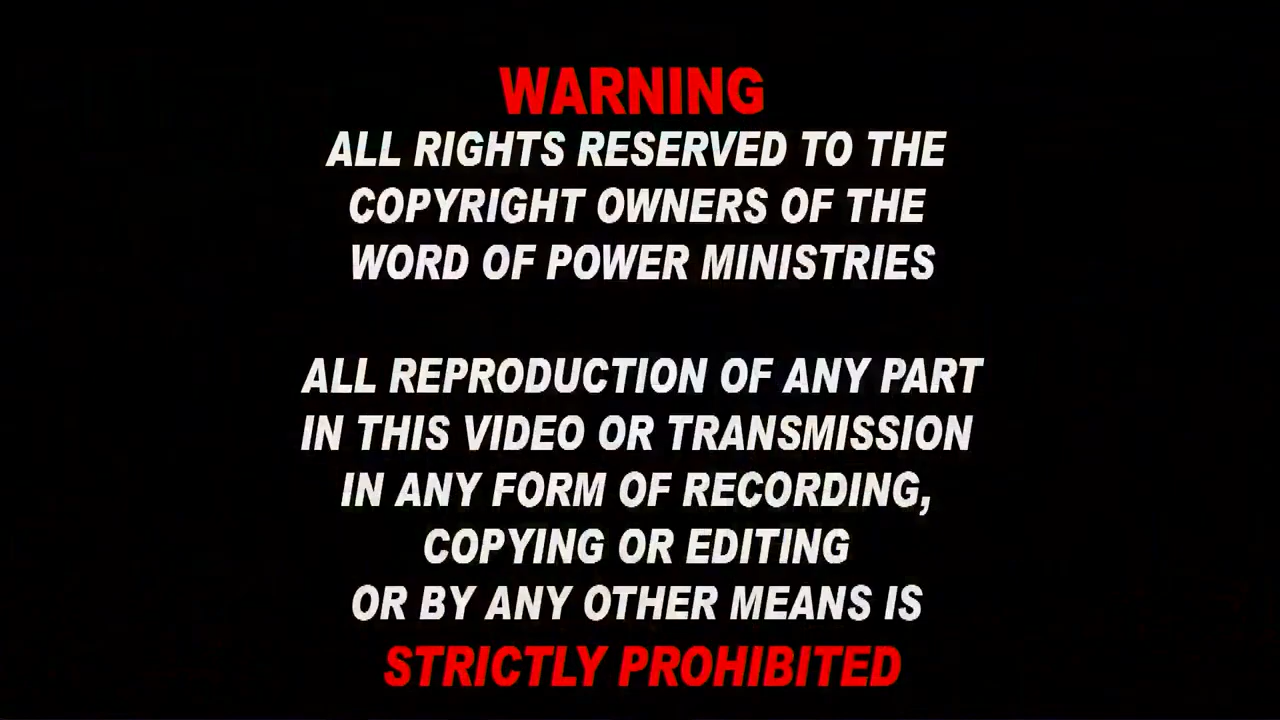 WARNING
ALL RIGHTS RESERVED TO THE
COPYRIGHT OWNERS OF THE
WORD OF POWER MINISTRIES
ALL REPRODUCTION OF ANY PART
IN THIS VIDEO OR TRANSMISSION
IN ANY FORM OF RECORDING,
COPYING OR EDITING
OR BY ANY OTHER MEANS IS
STRICTLY PROHIBITED